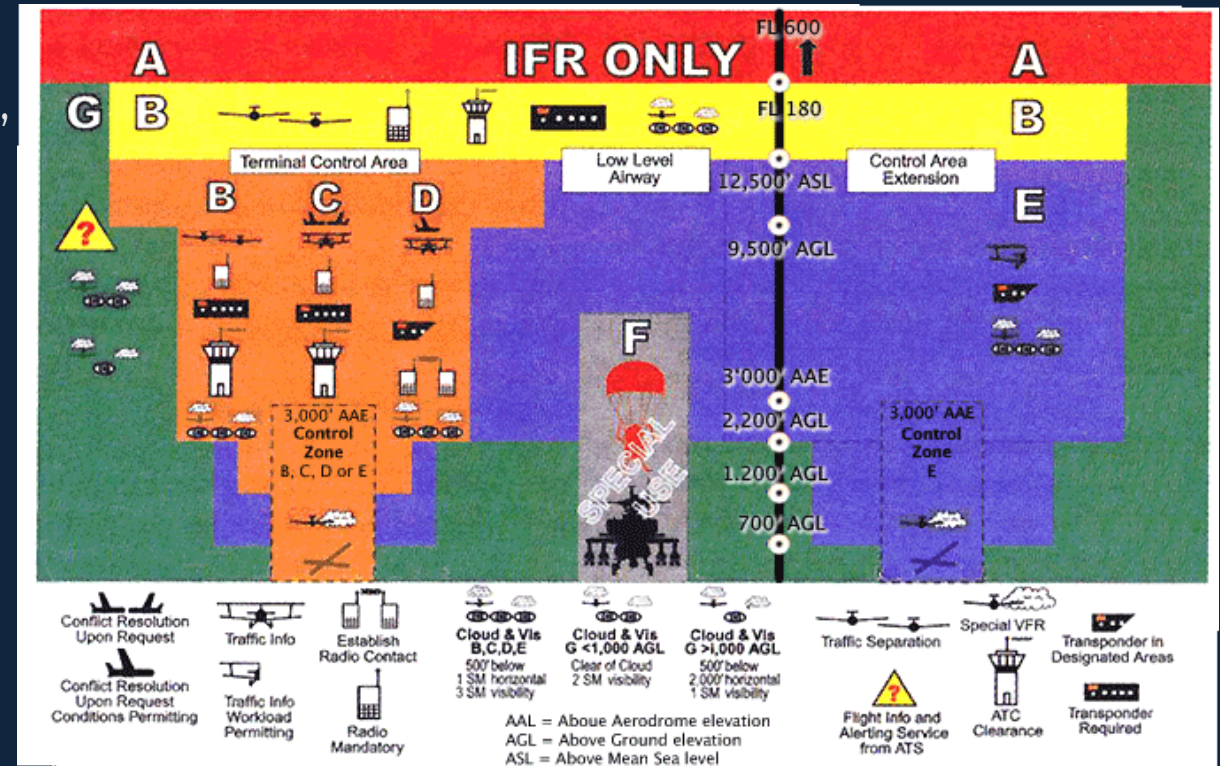 ,
FL 600
A
IFR ONLY
A
G
B
FL 180
B
Terminal Control Area
Low Level
Airway
Control Area
Extension
12,500' ASL
B
C
D
E
?
9,500' AGL
F
3'000' AAE
3,000' AAE
Control
Zone
B, C, D or E
2,200' AGL
3,000' AAE
Control
Zone
E
SPECIAL
USE
1.200' AGL
700' AGL
Conflict Resolution
Upon Request
Traffic Info
Establish
Radio Contact
Cloud & Vis
B,C,D,E
500' below
1 SM horizontal
3 SM visibility
Cloud & Vis
G <1,000 AGL
Clear of Cloud
2 SM visibility
Cloud & Vis
G >i,000 AGL
500' below
2,000' horizontal
1 SM visibility
Traffic Separation
Special VFR
Transponder in
Designated Areas
Conflict Resolution
Upon Request
Conditions Permitting
Traffic Info
Workload
Permitting
Radio
Mandatory
?
Flight Info and
Alerting Service
from ATS
ATC
Clearance
Transponder
Required
AAL = Aboue Aerodrome elevation
AGL = Above Ground elevation
ASL = Above Mean Sea level